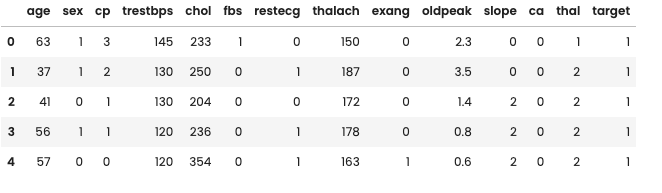 age sex cp trestbps chol fbs restecg thalach exang oldpeak slope ca thal target
0 63 1 3 145 233 1 0 150 0 2.3 0 0 1 1
1 37 1 2 130 250 0 1 187 0 3.5 0 0 2 1
2 41 0 1 130 204 0 0 172 0 1.4 2 0 2 1
3 56 1 1 120 236 0 1 178 0 0.8 2 0 2 1
4 57 0 0 120 354 0 1 163 1 0.6 2 0 2 1